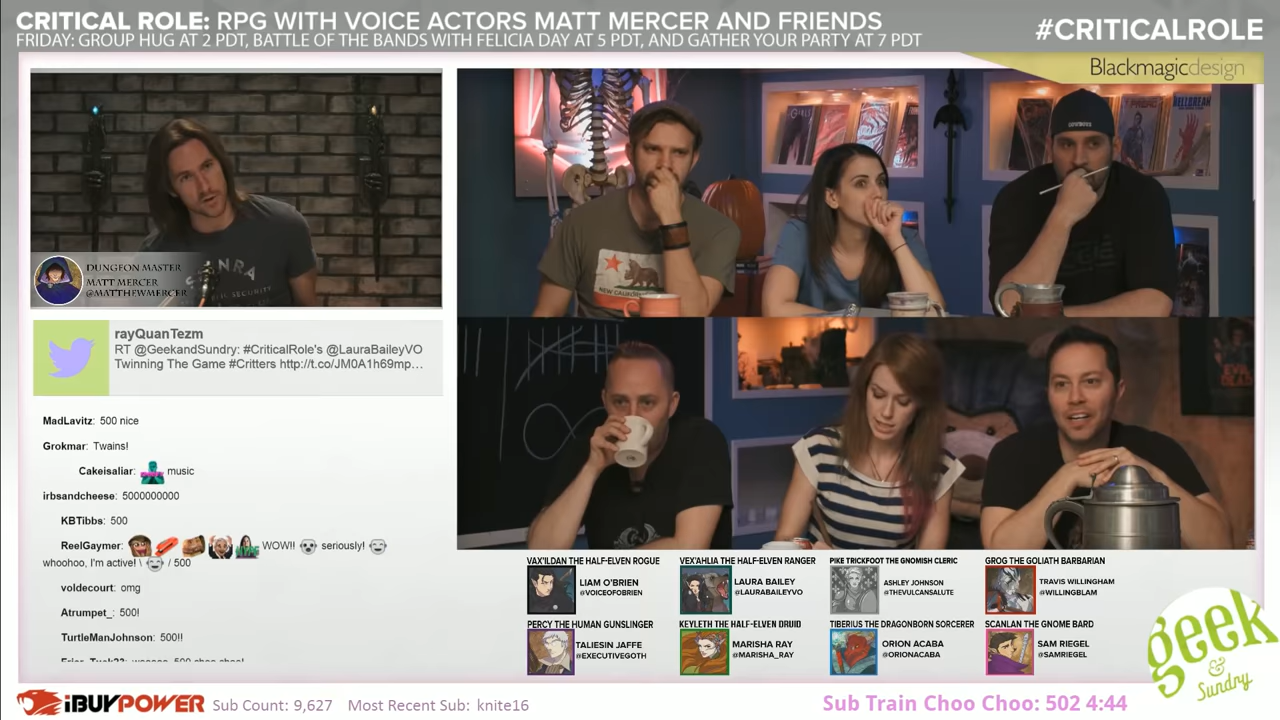 CRITICAL ROLE: RPG WITH VOICE ACTORS MATT MERCER AND FRIENDS
FRIDAY: GROUP HUG AT 2 PDT, BATTLE OF THE BANDS WITH FELICIA DAY AT 5 PDT, AND GATHER YOUR PARTY AT 7 PDT
#CRITICALROLE
Blackmagicdesign
DUNGEON MASTER
MATT MERCER
@MATTHEWMERCER
rayQuanTezm
RT @GeekandSundry: #CriticalRole's @LauraBaileyVO
Twinning The Game #Critters http://t.co/JM0A1h69mp…
MadLavitz: 500 nice
Grokmar: Twains!
Cakeisaliar: music
irbsandcheese: 5000000000
KBTibbs: 500
ReelGaymer: WOW!! seriously!
whoohoo, I'm active! \ / 500
voldecourt: omg
Atrumpet_: 500!
TurtleManJohnson: 500!!
VAX'ILDAN THE HALF-ELVEN ROGUE
LIAM O'BRIEN
@VOICEOFOBRIEN
VEX'AHLIA THE HALF-ELVEN RANGER
LAURA BAILEY
@LAURABAILEYVO
PIKE TRICKFOOT THE GNOMISH CLERIC
ASHLEY JOHNSON
@THEVULCANSALUTE
GROG THE GOLIATH BARBARIAN
TRAVIS WILLINGHAM
@WILLINGBLAM
PERCY THE HUMAN GUNSLINGER
TALIESIN JAFFE
@EXECUTIVEGOTH
KEYLETH THE HALF-ELVEN DRUID
MARISHA RAY
@MARISHA_RAY
TIBERIUS THE DRAGONBORN SORCERER
ORION ACABA
@ORIONACABA
SCANLAN THE GNOME BARD
SAM RIEGEL
@SAMRIEGEL
geek
&
Sundry
iBUYPOWER
Sub Count: 9,627 Most Recent Sub: knite16
Sub Train Choo Choo: 502 4:44